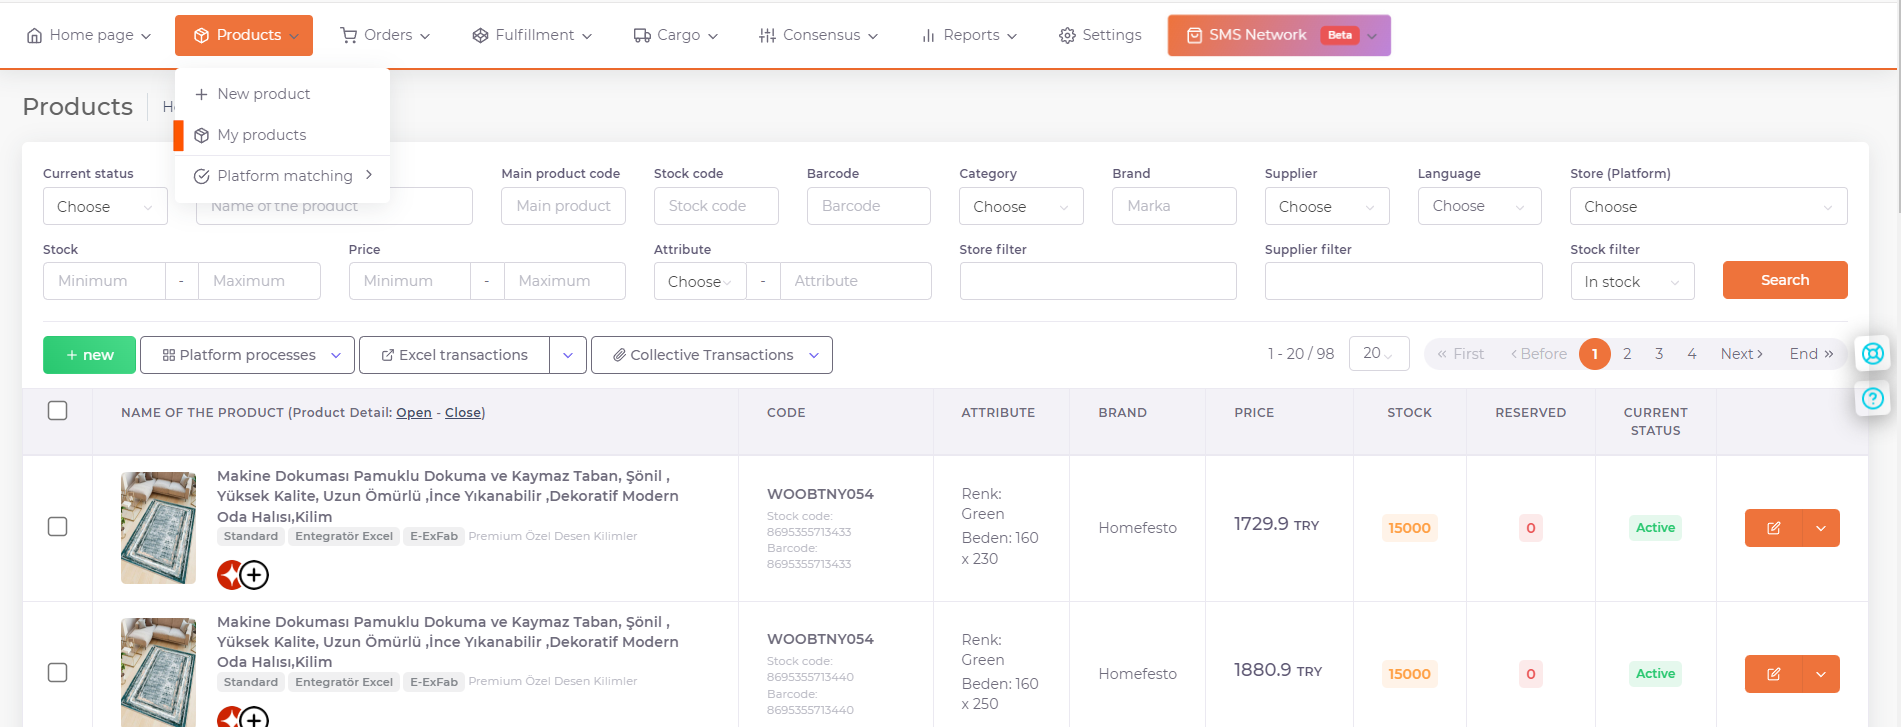 Home page
Products
Orders
Fulfillment
Cargo
Consensus
Reports
Settings
SMS Network Beta
New product
My products
Platform matching
Products
Current status
Main product code
Stock code
Barcode
Category
Brand
Supplier
Language
Store (Platform)
Choose
Name of the product
Main product
Stock code
Barcode
Choose
Marka
Choose
Choose
Choose
Stock
Price
Attribute
Store filter
Supplier filter
Stock filter
Minimum - Maximum
Minimum - Maximum
Choose - Attribute
In stock
Search
+ new
Platform processes
Excel transactions
Collective Transactions
1 - 20 / 98
20
« First
‹ Before
1
2
3
4
Next ›
End »
NAME OF THE PRODUCT (Product Detail: Open - Close)
CODE
ATTRIBUTE
BRAND
PRICE
STOCK
RESERVED
CURRENT
STATUS
Makine Dokuması Pamuklu Dokuma ve Kaymaz Taban, Şönil ,
Yüksek Kalite, Uzun Ömürlü ,İnce Yıkanabilir ,Dekoratif Modern
Oda Halısı,Kilim
Standard Entegratör Excel E-ExFab Premium Özel Desen Kilimler
WOOBTNY054
Stock code:
8695355713433
Barcode:
8695355713433
Renk:
Green
Beden: 160
x 230
Homefesto
1729.9 TRY
15000
0
Active
Makine Dokuması Pamuklu Dokuma ve Kaymaz Taban, Şönil ,
Yüksek Kalite, Uzun Ömürlü ,İnce Yıkanabilir ,Dekoratif Modern
Oda Halısı,Kilim
Standard Entegratör Excel E-ExFab Premium Özel Desen Kilimler
WOOBTNY054
Stock code:
8695355713440
Barcode:
8695355713440
Renk:
Green
Beden: 160
x 250
Homefesto
1880.9 TRY
15000
0
Active